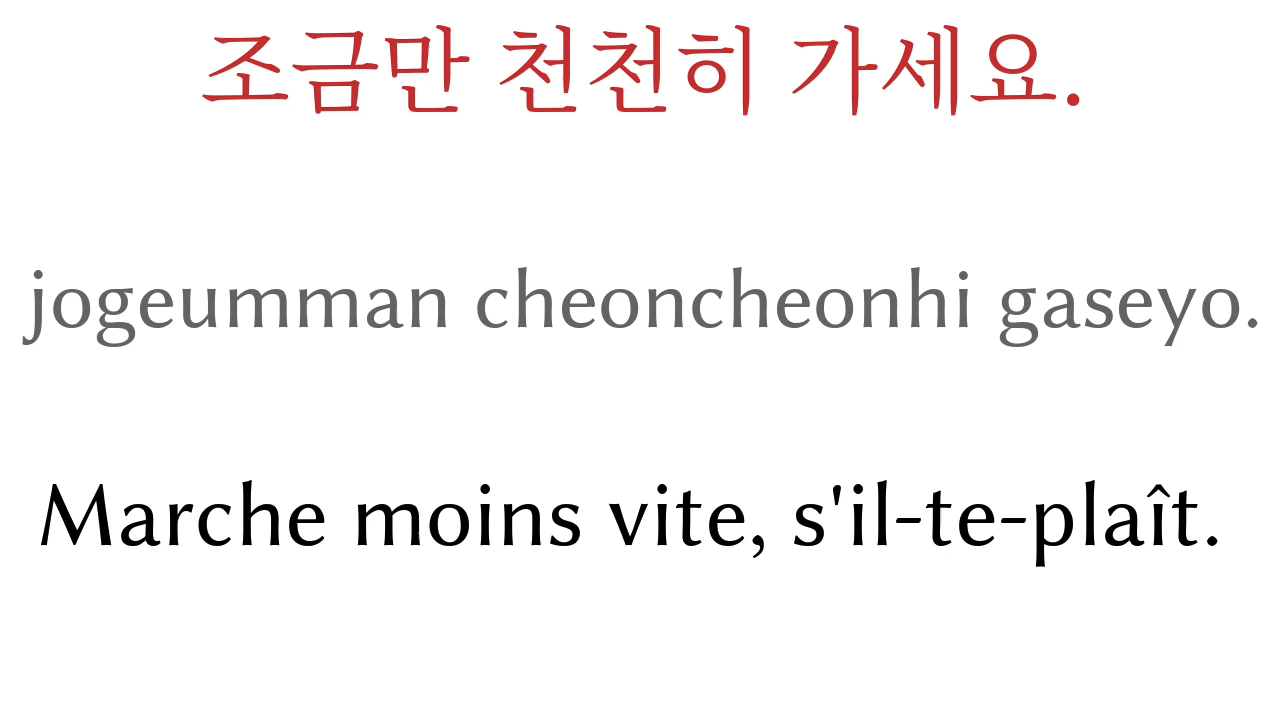 조금만 천천히 가세요.
jogeumman cheoncheonhi gaseyo.
Marche moins vite, s'il-te-plaît.